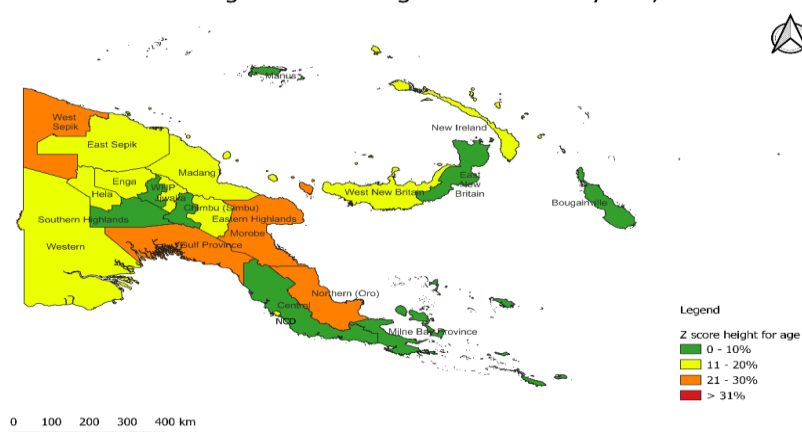 Manus
West
Sepik
East Sepik
New Ireland
Madang
Enga
WHP
Hela
Jiwaka
West New Britain
East
New
Britain
Chimbu (Simbu)
Southern Highlands
Eastern Highlands
Bougainville
Morobe
Western
Gulf Province
Northern (Oro)
Central
NCD
Milne Bay Province
Legend
Z score height for age
0 - 10%
11 - 20%
21 - 30%
> 31%
0 100 200 300 400 km